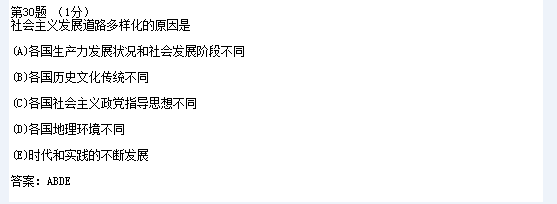 第30题 （1分）
社会主义发展道路多样化的原因是
(A)各国生产力发展状况和社会发展阶段不同
(B)各国历史文化传统不同
(C)各国社会主义政党指导思想不同
(D)各国地理环境不同
(E)时代和实践的不断发展
答案: ABDE